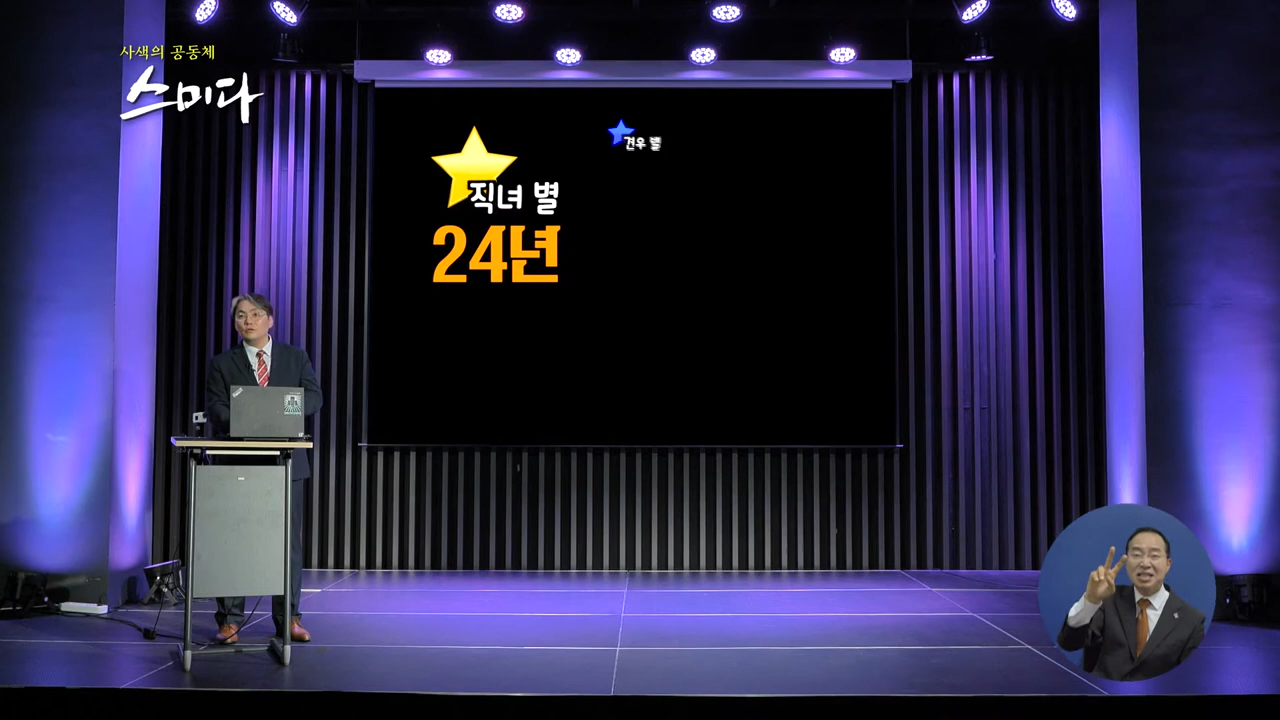 사색의 공동체
스미다
견우 별
직녀 별
24년